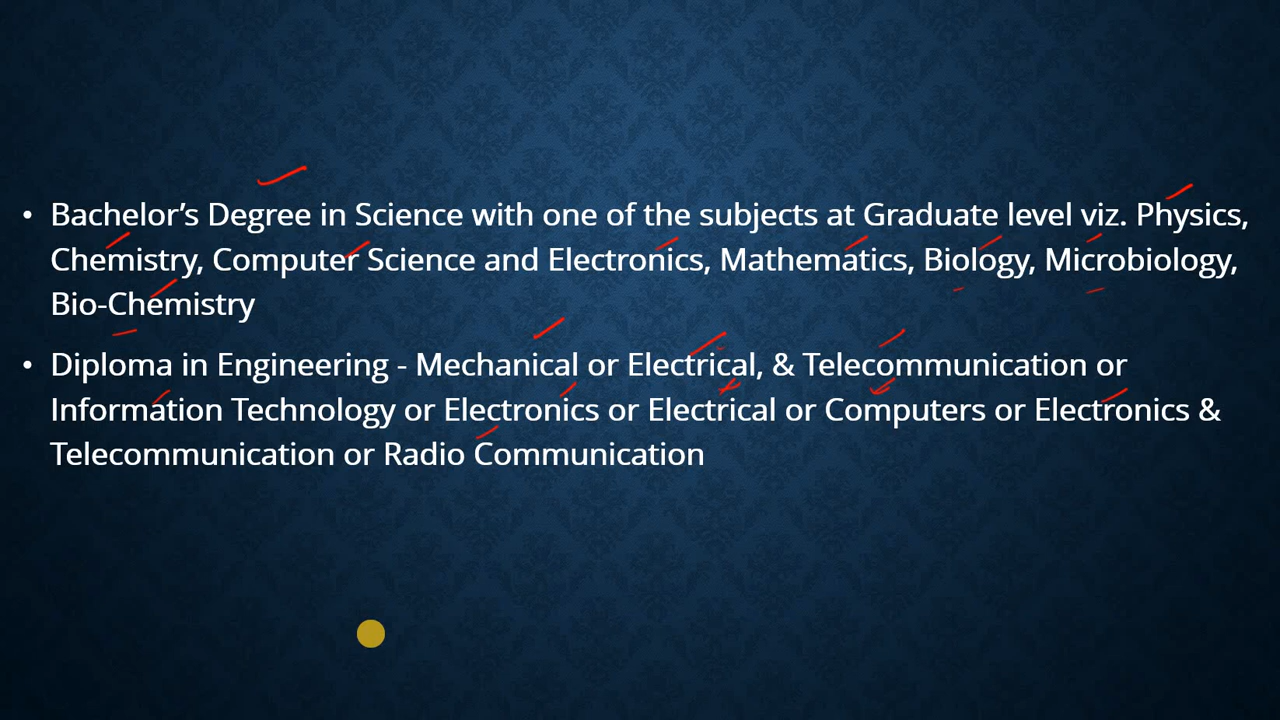 • Bachelor’s Degree in Science with one of the subjects at Graduate level viz. Physics,
Chemistry, Computer Science and Electronics, Mathematics, Biology, Microbiology,
Bio-Chemistry
• Diploma in Engineering - Mechanical or Electrical, & Telecommunication or
Information Technology or Electronics or Electrical or Computers or Electronics &
Telecommunication or Radio Communication